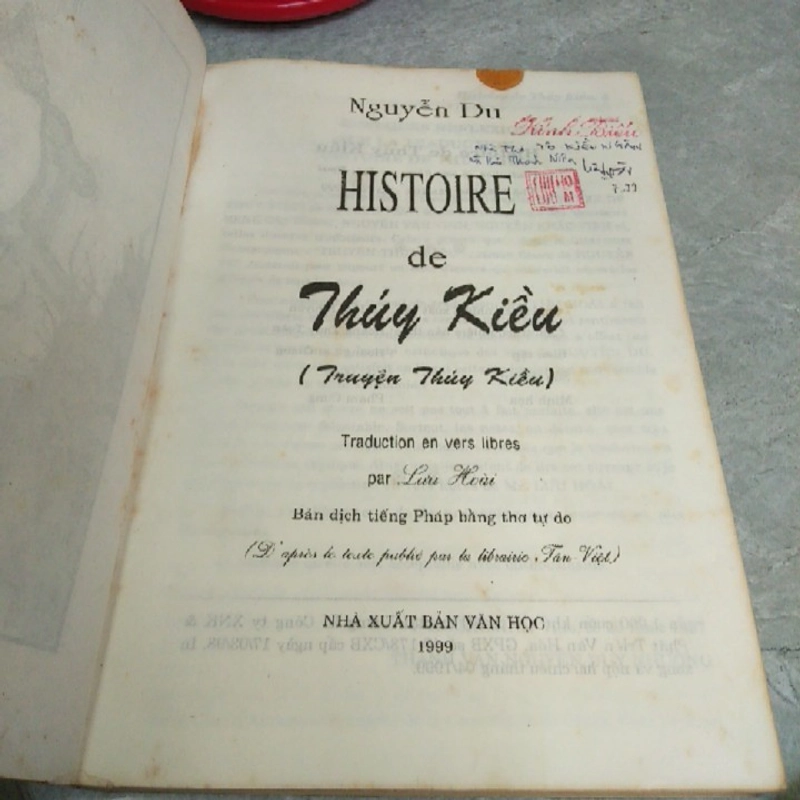 Nguyễn Du
Kính Biếu
HISTOIRE
de
Thúy Kiều
(Truyện Thúy Kiều)
Traduction en vers libres
par Lưu Hoài
Bản dịch tiếng Pháp bằng thơ tự do
(D'après le texte publié par la librairie Tân-Việt)
NHÀ XUẤT BẢN VĂN HỌC
1999